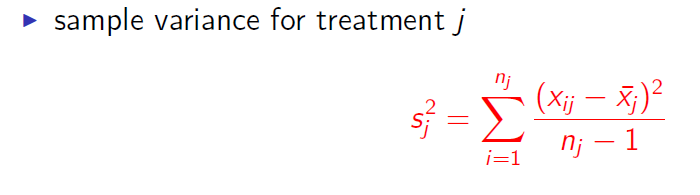 ▶ sample variance for treatment j
s_j^2 = \sum_{i=1}^{n_j} \frac{(x_{ij} - \bar{x}_j)^2}{n_j - 1}